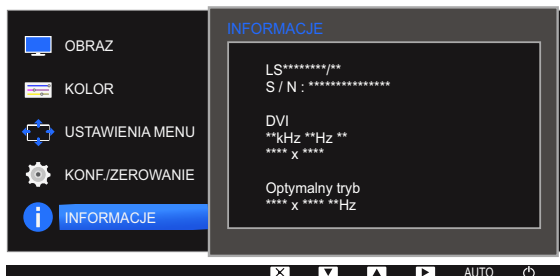 OBRAZ
KOLOR
USTAWIENIA MENU
KONF./ZEROWANIE
INFORMACJE
INFORMACJE
LS********/**
S / N : ***************
DVI
**kHz **Hz **
**** x ****
Optymalny tryb
**** x **** **Hz
AUTO